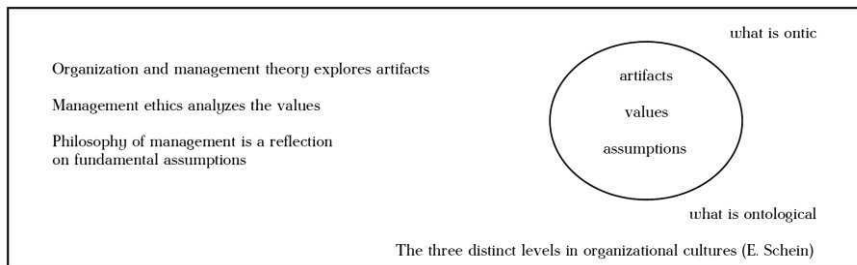 what is ontic
Organization and management theory explores artifacts
artifacts
Management ethics analyzes the values
values
Philosophy of management is a reflection
on fundamental assumptions
assumptions
what is ontological
The three distinct levels in organizational cultures (E. Schein)